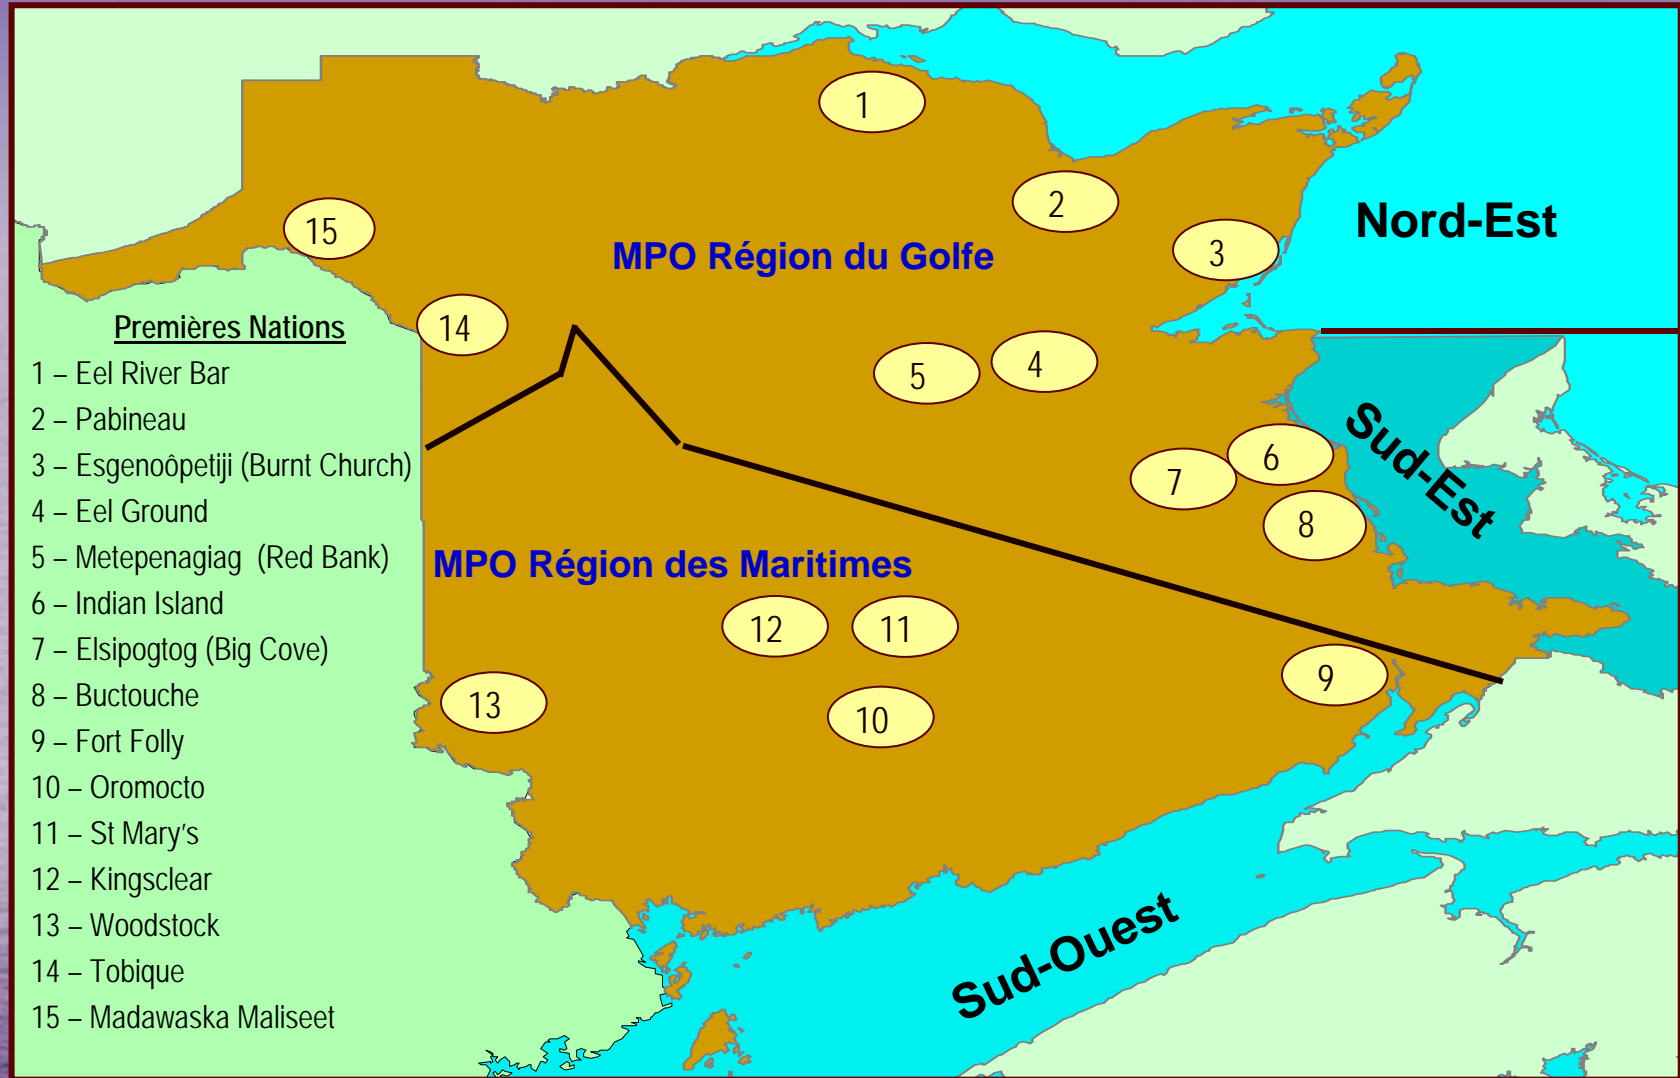 1
2
3
15
Nord-Est
MPO Région du Golfe
14
5
4
6
7
8
Sud-Est
MPO Région des Maritimes
12
11
9
13
10
Sud-Ouest
Premières Nations
1 – Eel River Bar
2 – Pabineau
3 – Esgenoôpetiji (Burnt Church)
4 – Eel Ground
5 – Metepenagiag (Red Bank)
6 – Indian Island
7 – Elsipogtog (Big Cove)
8 – Buctouche
9 – Fort Folly
10 – Oromocto
11 – St Mary's
12 – Kingsclear
13 – Woodstock
14 – Tobique
15 – Madawaska Maliseet